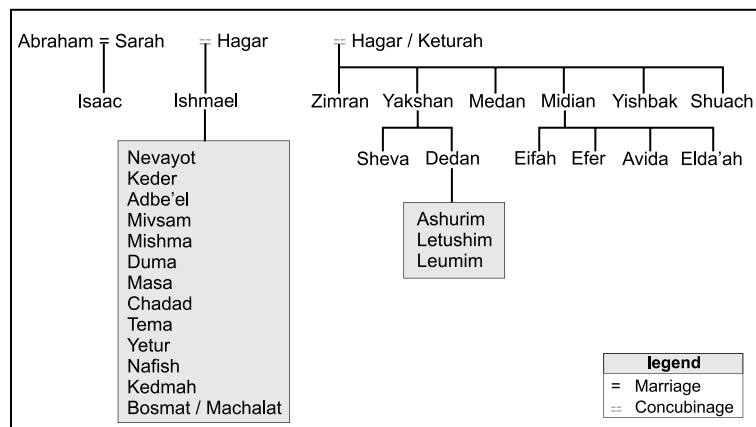 Abraham = Sarah == Hagar == Hagar / Keturah
Isaac Ishmael Zimran Yakshan Medan Midian Yishbak Shuach
Sheva Dedan Eifah Efer Avida Elda’ah
Nevayot
Keder
Adbe’el
Mivsam
Mishma
Duma
Masa
Chadad
Tema
Yetur
Nafish
Kedmah
Bosmat / Machalat
Ashurim
Letushim
Leumim
legend
= Marriage
== Concubinage